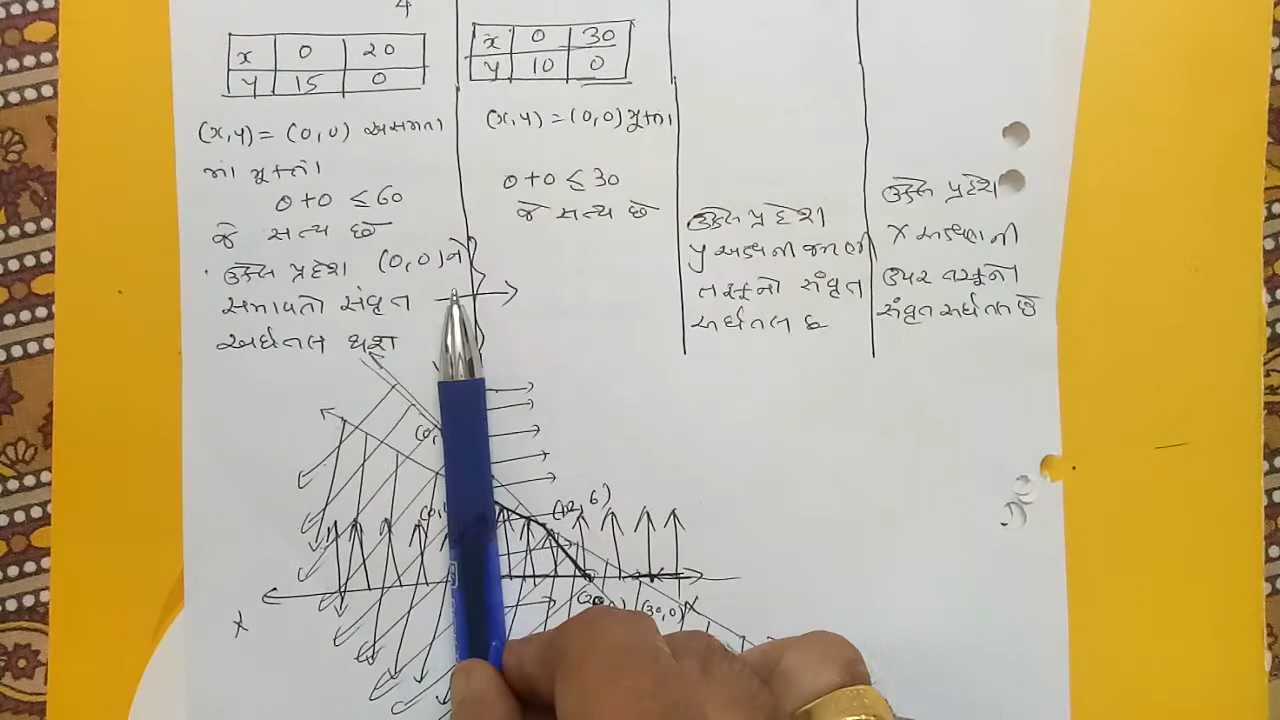 4
x 0 20
y 15 0
(x,y) = (0,0) અસમતા
માં મૂકતાં
0+0 ≤ 60
જે સત્ય છે
ઉકેલ પ્રદેશ (0,0) ને
સમાવતો સંવૃત
અર્ધતલ થશે
x 0 30
y 10 0
(x,y) = (0,0) મૂકતાં
0+0 ≤ 30
જે સત્ય છે
ઉકેલ પ્રદેશ
y અક્ષની જમણી
તરફનો સંવૃત
અર્ધતલ છે
ઉકેલ પ્રદેશ
x અક્ષની
ઉપર તરફનો
સંવૃત અર્ધતલ છે
(12,6)
(30,0) x
x